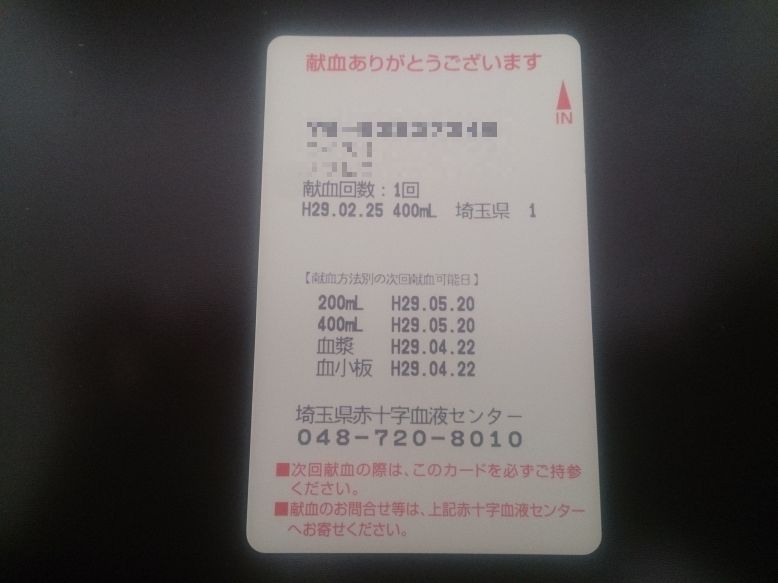 献血ありがとうございます
IN
献血回数：1回
H29.02.25 400mL 埼玉県 1
【献血方法別の次回献血可能日】
200mL H29.05.20
400mL H29.05.20
血漿 H29.04.22
血小板 H29.04.22
埼玉県赤十字血液センター
048-720-8010
■次回献血の際は、このカードを必ずご持参
ください。
■献血のお問合せ等は、上記赤十字血液センター
へお寄せください。